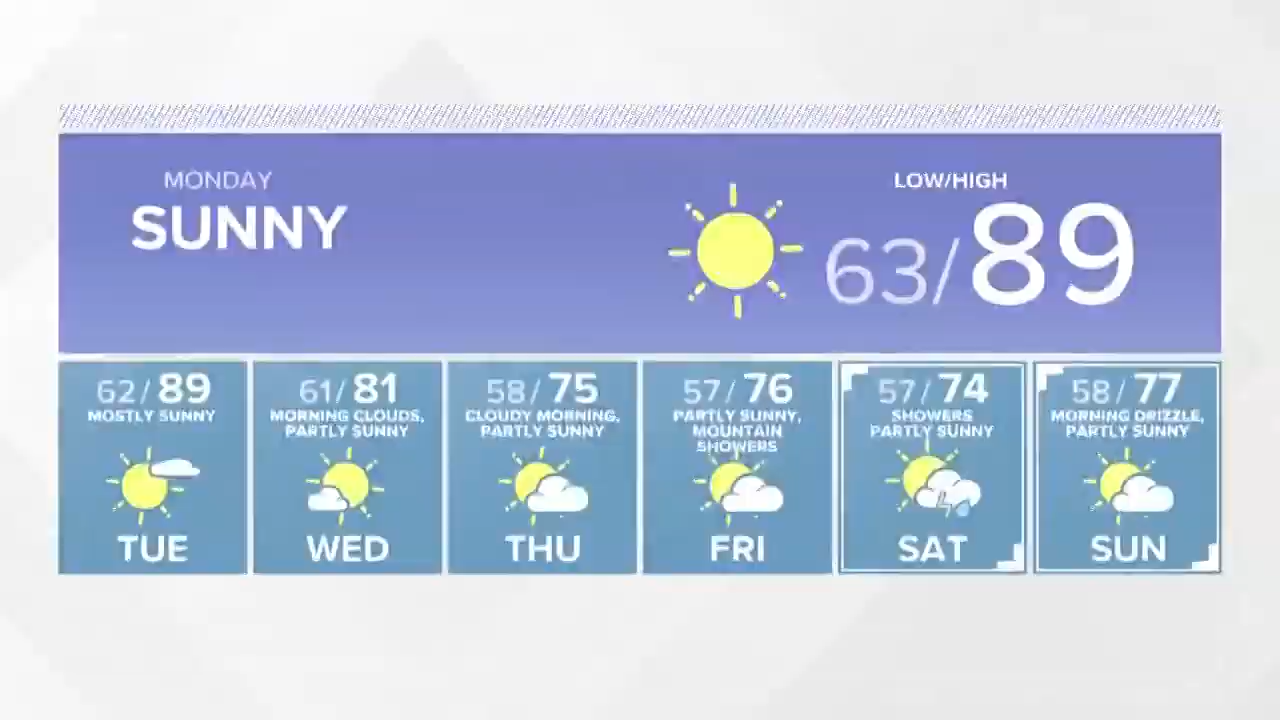 MONDAY
SUNNY
LOW/HIGH
63/89
62/89
MOSTLY SUNNY
TUE
61/81
MORNING CLOUDS,
PARTLY SUNNY
WED
58/75
CLOUDY MORNING,
PARTLY SUNNY
THU
57/76
PARTLY SUNNY,
MOUNTAIN
SHOWERS
FRI
57/74
SHOWERS
PARTLY SUNNY
SAT
58/77
MORNING DRIZZLE,
PARTLY SUNNY
SUN